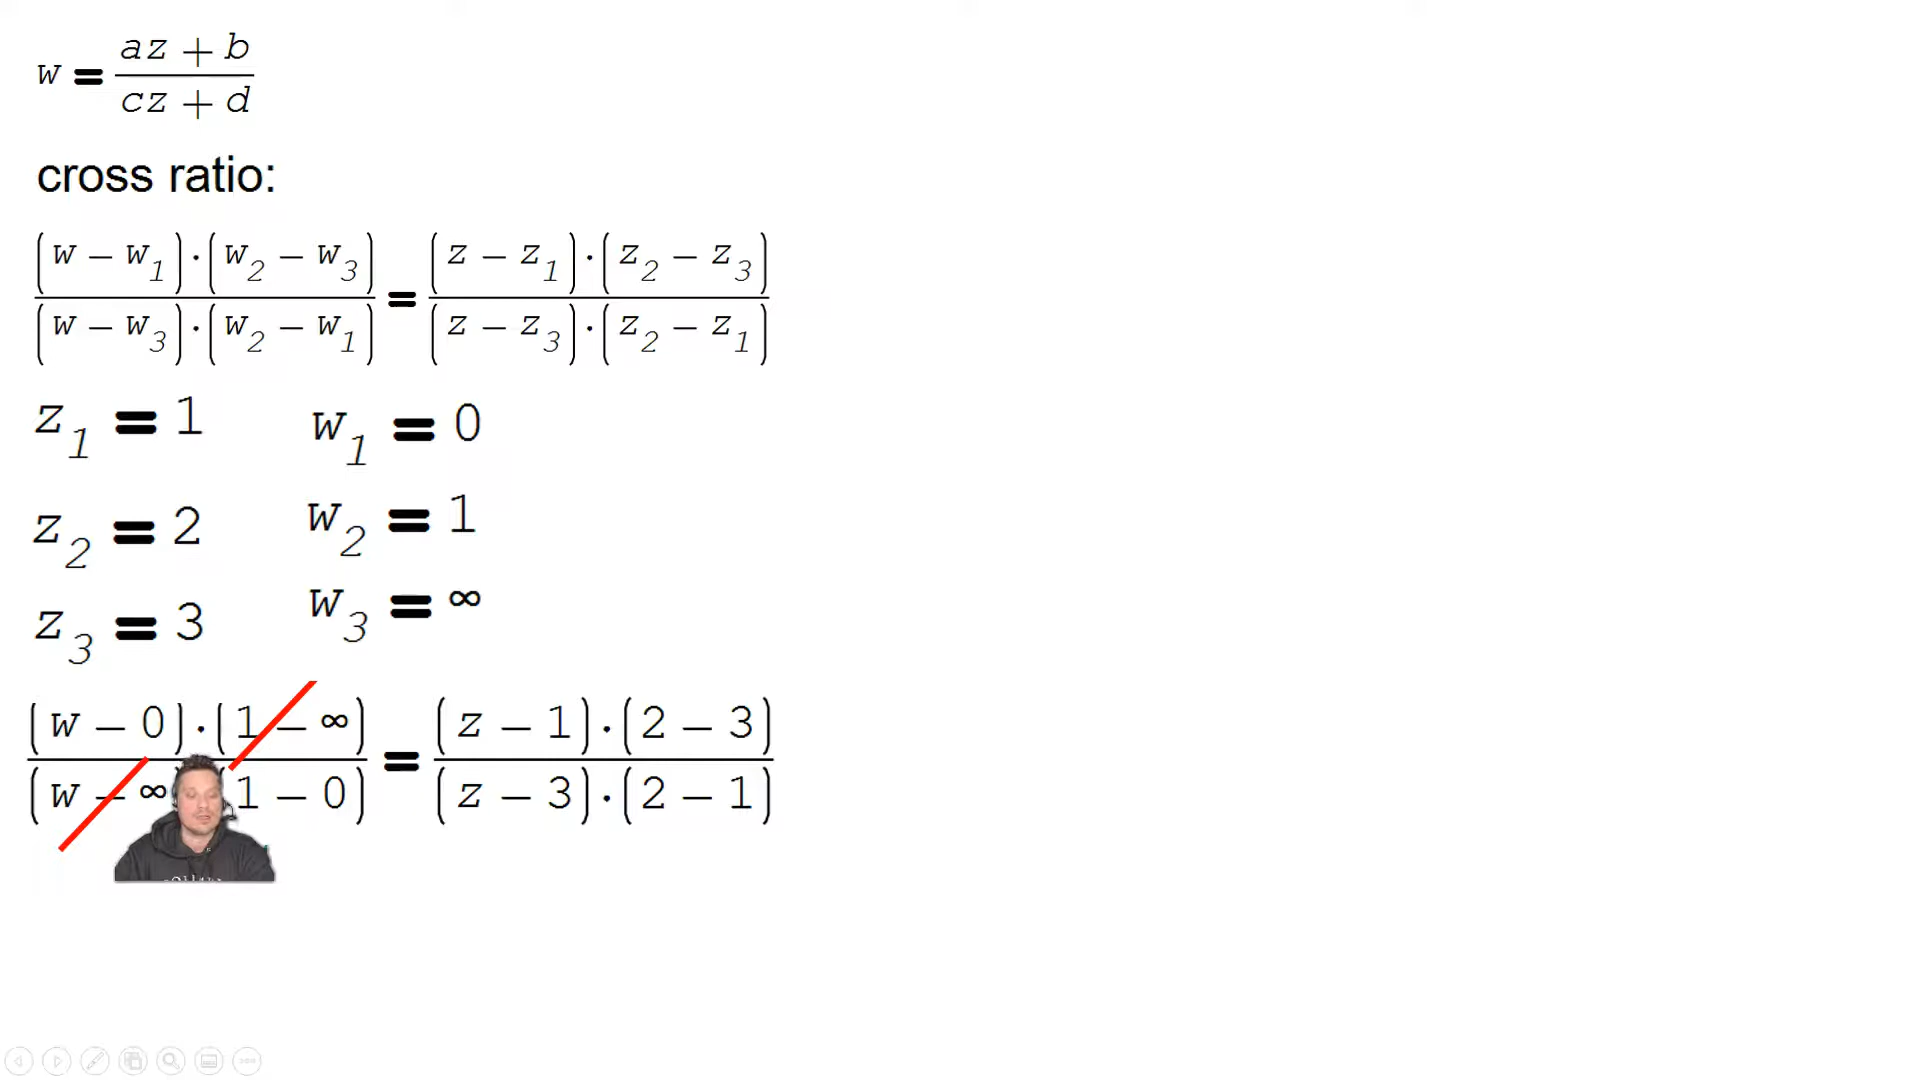 w = (az + b)/(cz + d)
cross ratio:
((w − w₁)·(w₂ − w₃))/((w − w₃)·(w₂ − w₁)) = ((z − z₁)·(z₂ − z₃))/((z − z₃)·(z₂ − z₁))
z₁ = 1 w₁ = 0
z₂ = 2 w₂ = 1
z₃ = 3 w₃ = ∞
((w − 0)·(1 − ∞))/((w − ∞ (1 − 0)) = ((z − 1)·(2 − 3))/((z − 3)·(2 − 1))